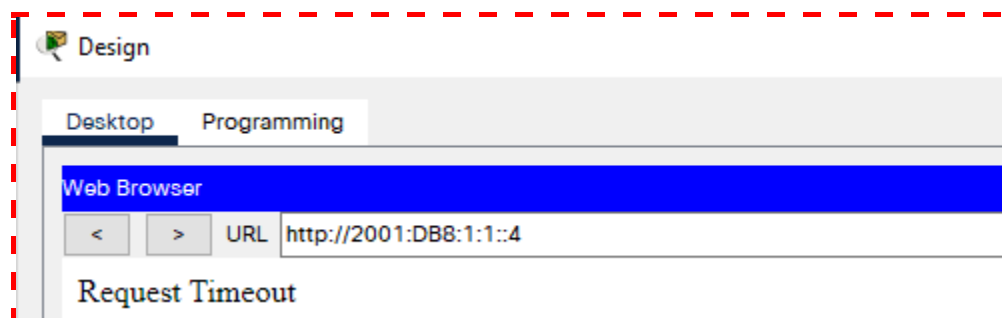 Design
Desktop Programming
Web Browser
< > URL http://2001:DB8:1:1::4
Request Timeout